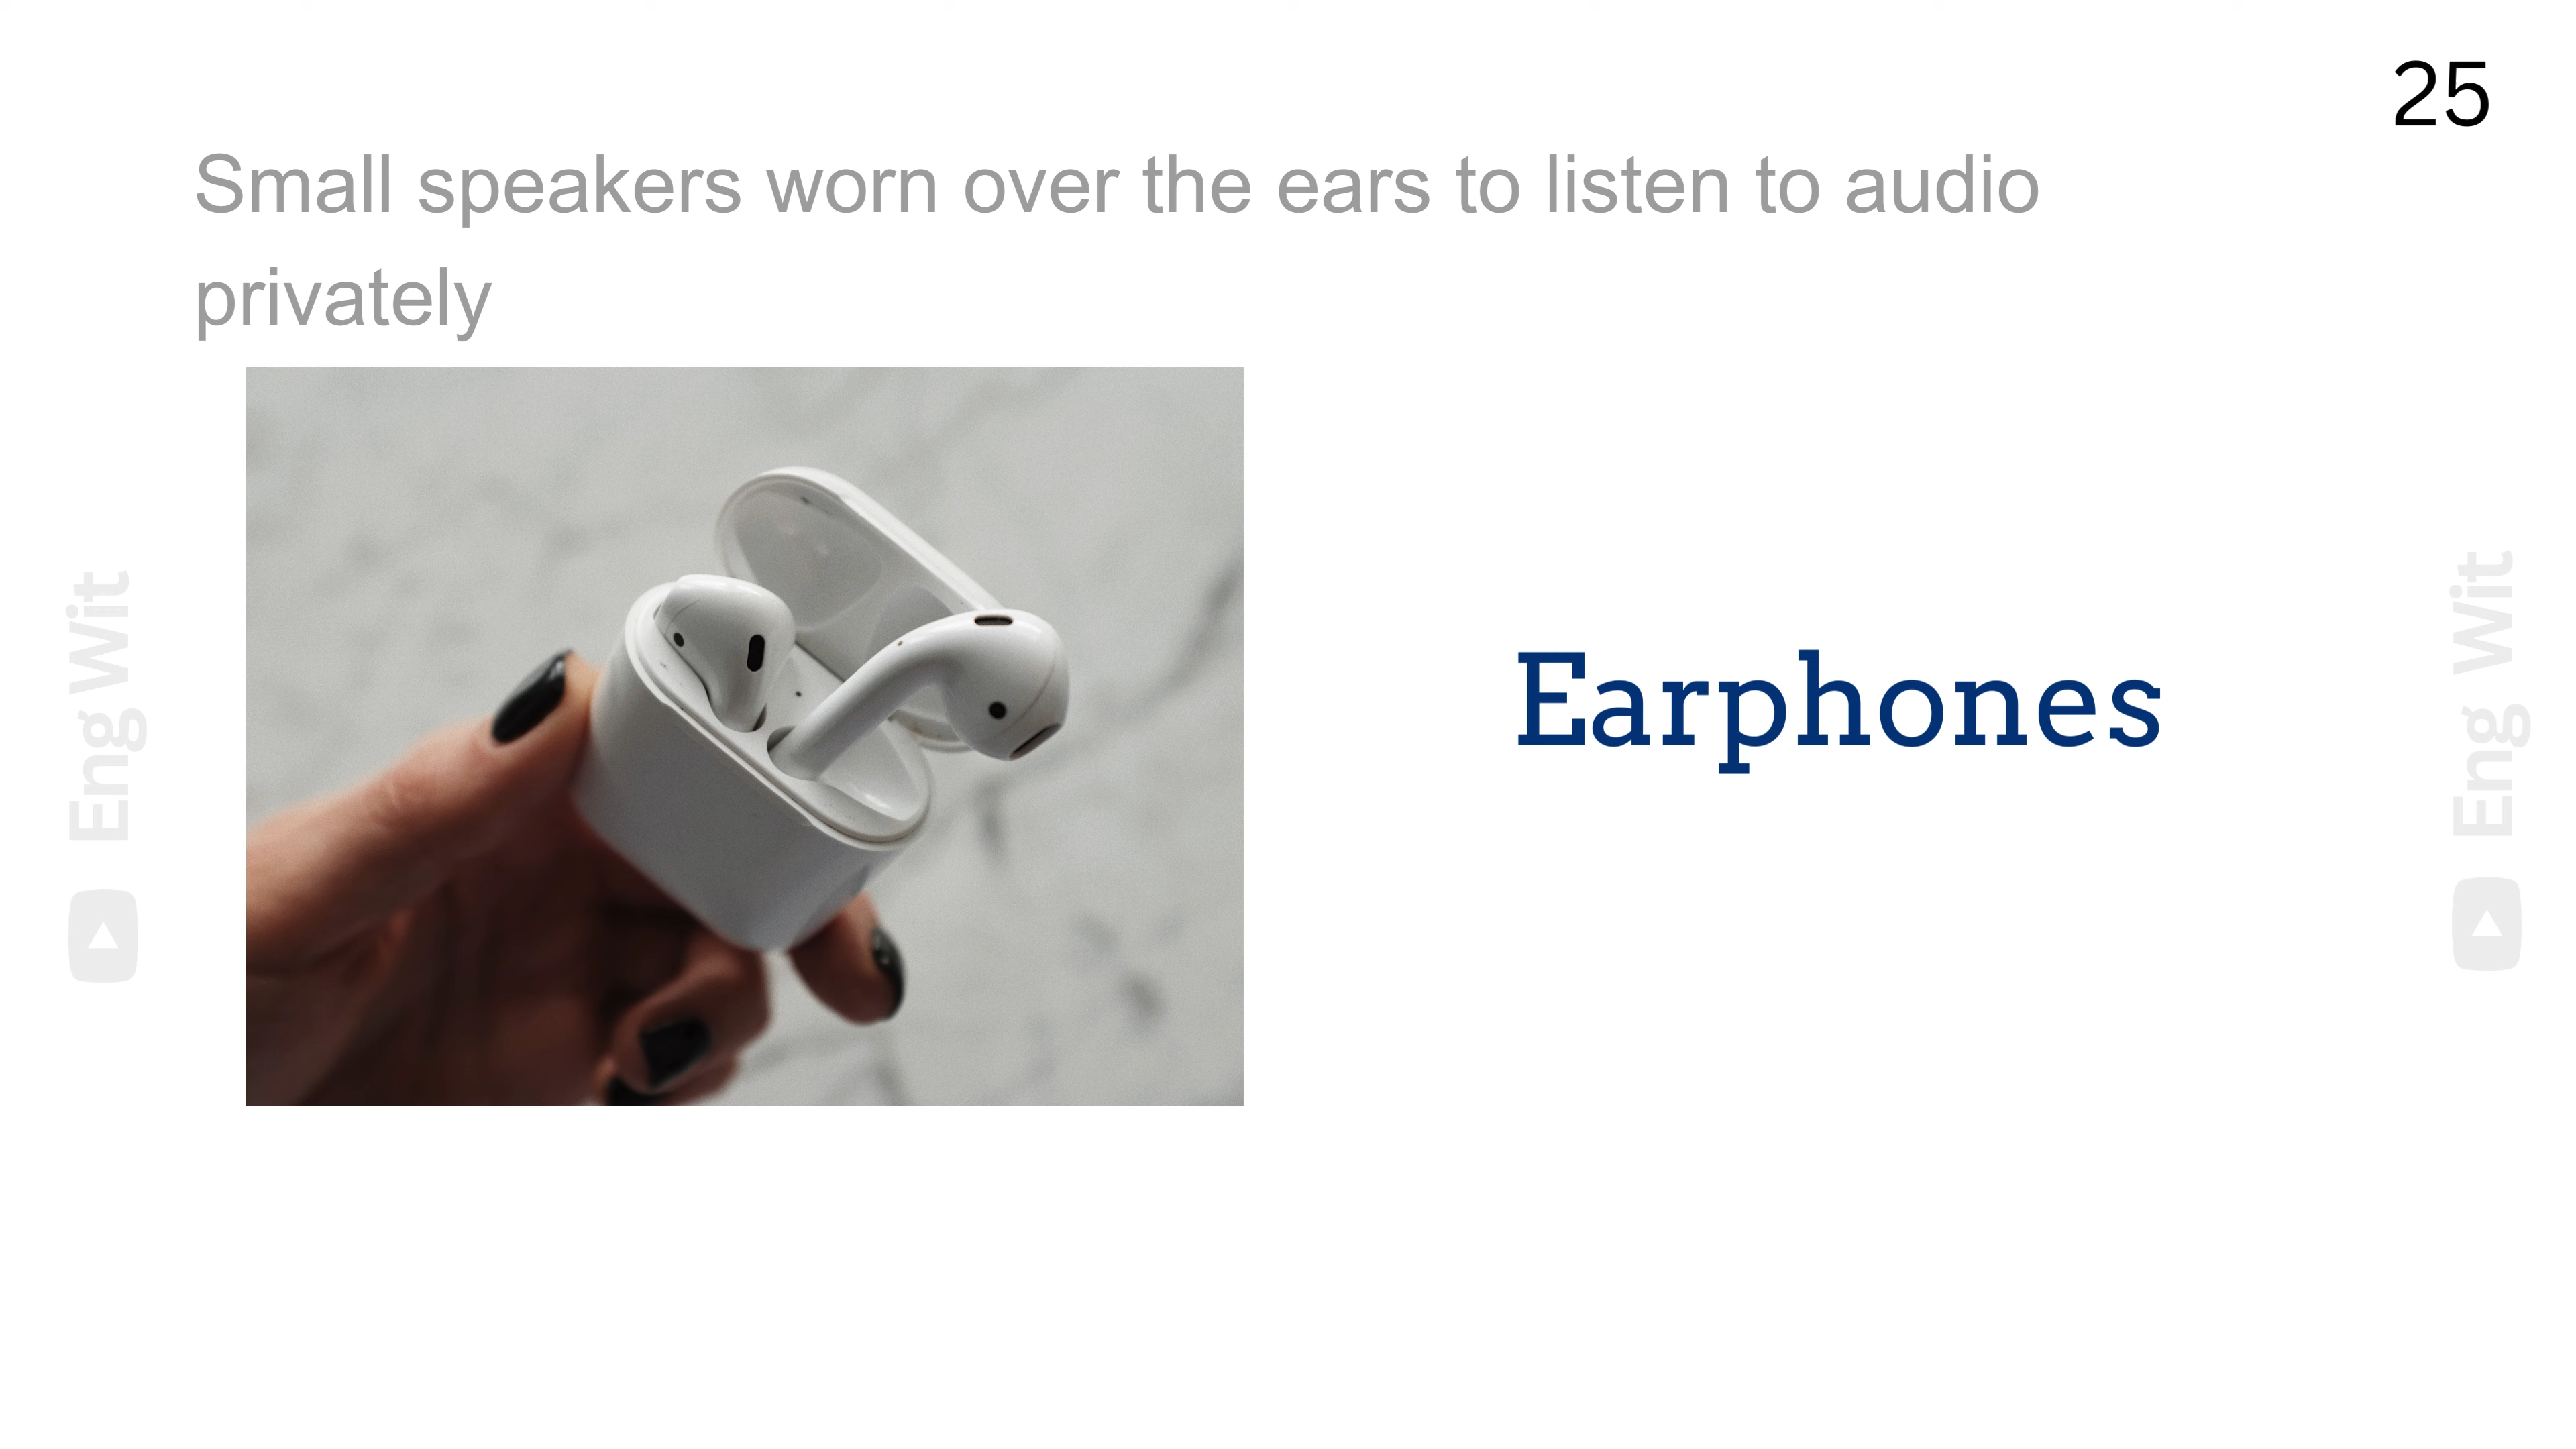 25
Small speakers worn over the ears to listen to audio
privately
Earphones
Eng Wit
Eng Wit